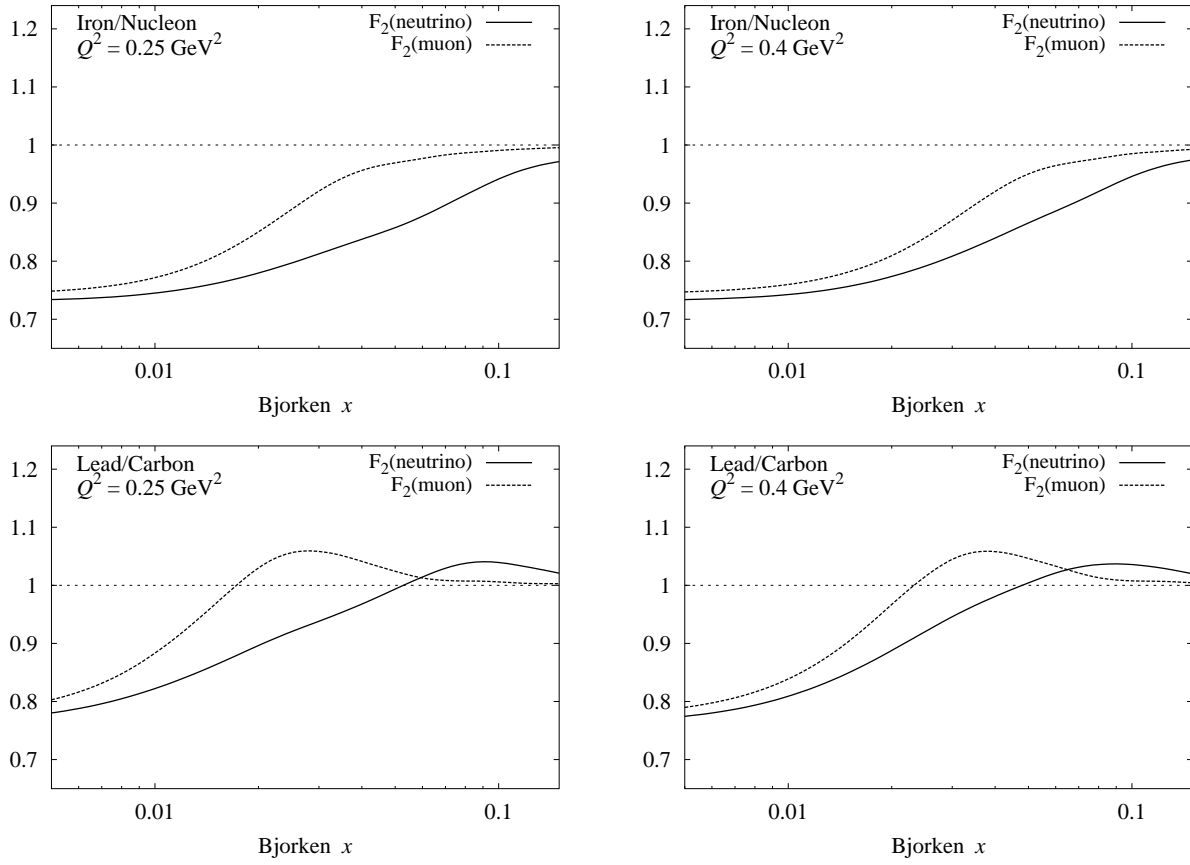 Iron/Nucleon
Q² = 0.25 GeV²
F₂(neutrino)
F₂(muon)
1.2
1.1
1
0.9
0.8
0.7
0.01 0.1
Bjorken x
Iron/Nucleon
Q² = 0.4 GeV²
F₂(neutrino)
F₂(muon)
1.2
1.1
1
0.9
0.8
0.7
0.01 0.1
Bjorken x
Lead/Carbon
Q² = 0.25 GeV²
F₂(neutrino)
F₂(muon)
1.2
1.1
1
0.9
0.8
0.7
0.01 0.1
Bjorken x
Lead/Carbon
Q² = 0.4 GeV²
F₂(neutrino)
F₂(muon)
1.2
1.1
1
0.9
0.8
0.7
0.01 0.1
Bjorken x